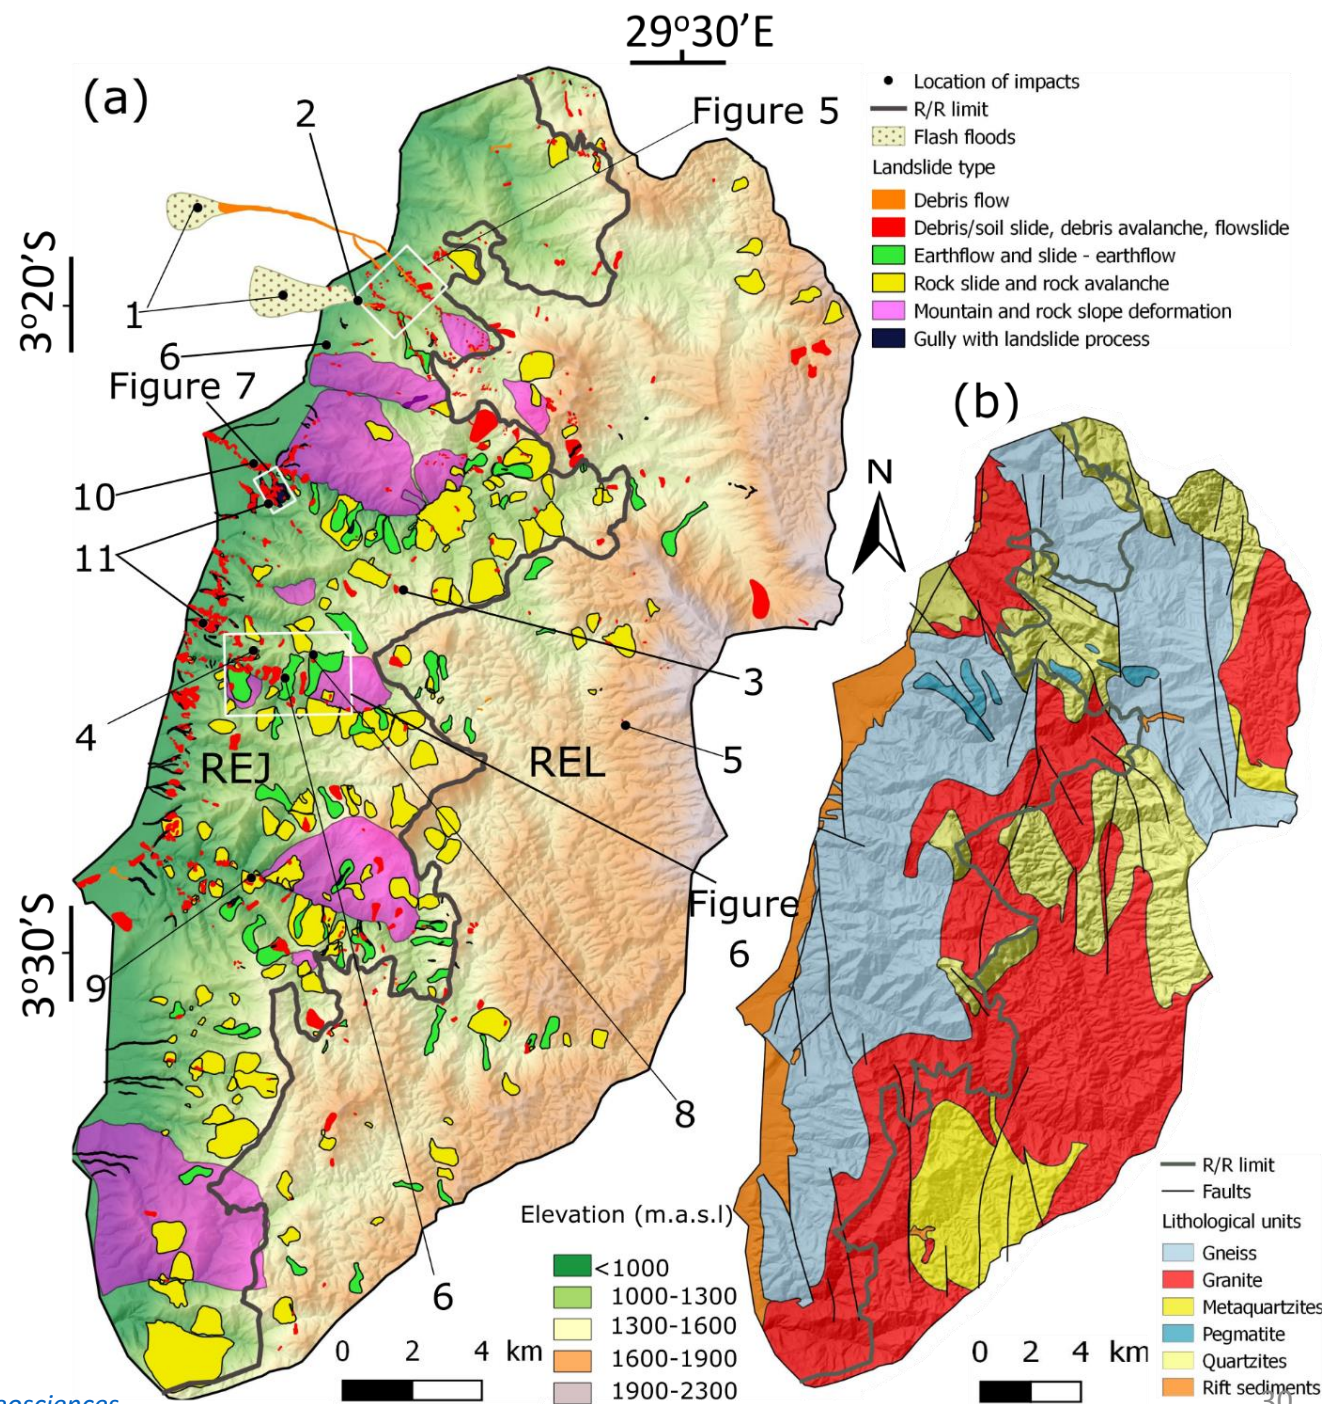 29°30'E
(a)
2
Figure 5
Location of impacts
R/R limit
Flash floods
Landslide type
Debris flow
Debris/soil slide, debris avalanche, flowslide
Earthflow and slide - earthflow
Rock slide and rock avalanche
Mountain and rock slope deformation
Gully with landslide process
3°20'S
1
6
Figure 7
(b)
N
10
11
3
4
REJ
REL
5
Figure
6
3°30'S
9
8
6
Elevation (m.a.s.l)
<1000
1000-1300
1300-1600
1600-1900
1900-2300
0 2 4 km
R/R limit
Faults
Lithological units
Gneiss
Granite
Metaquartzites
Pegmatite
Quartzites
Rift sediments
0 2 4 km